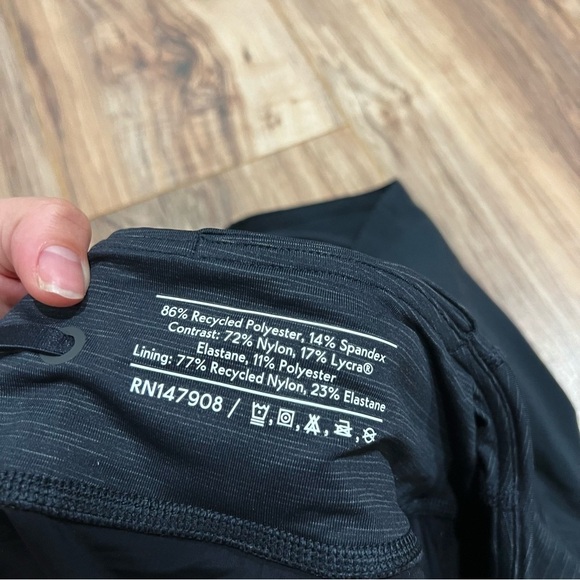 86% Recycled Polyester, 14% Spandex
Contrast: 72% Nylon, 17% Lycra®
Elastane, 11% Polyester
Lining: 77% Recycled Nylon, 23% Elastane
RN147908 / , , , ,